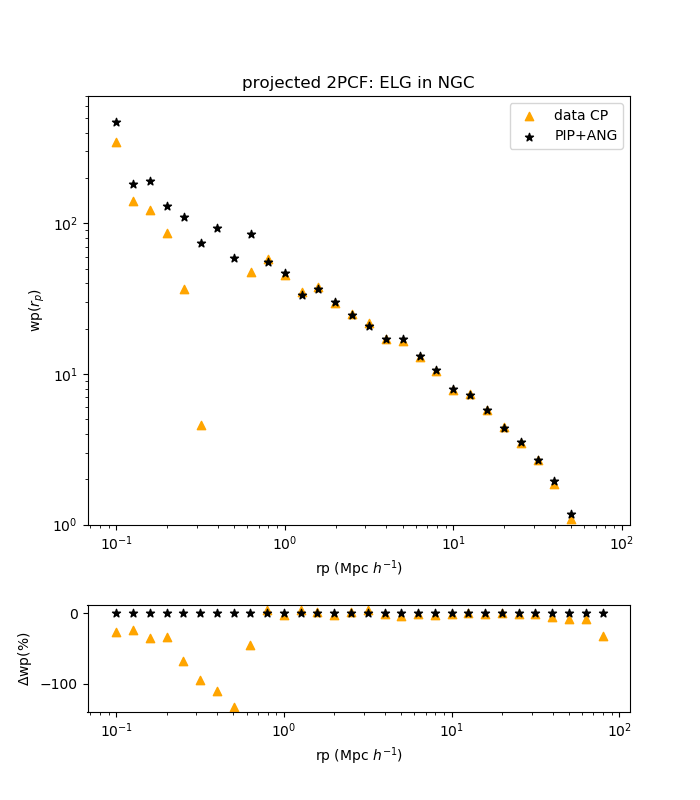 projected 2PCF: ELG in NGC
data CP
PIP+ANG
wp(r_p)
10^2
10^1
10^0
10^{-1} 10^0 10^1 10^2
rp (Mpc h^{-1})
Δwp(%)
0
−100
10^{-1} 10^0 10^1 10^2
rp (Mpc h^{-1})